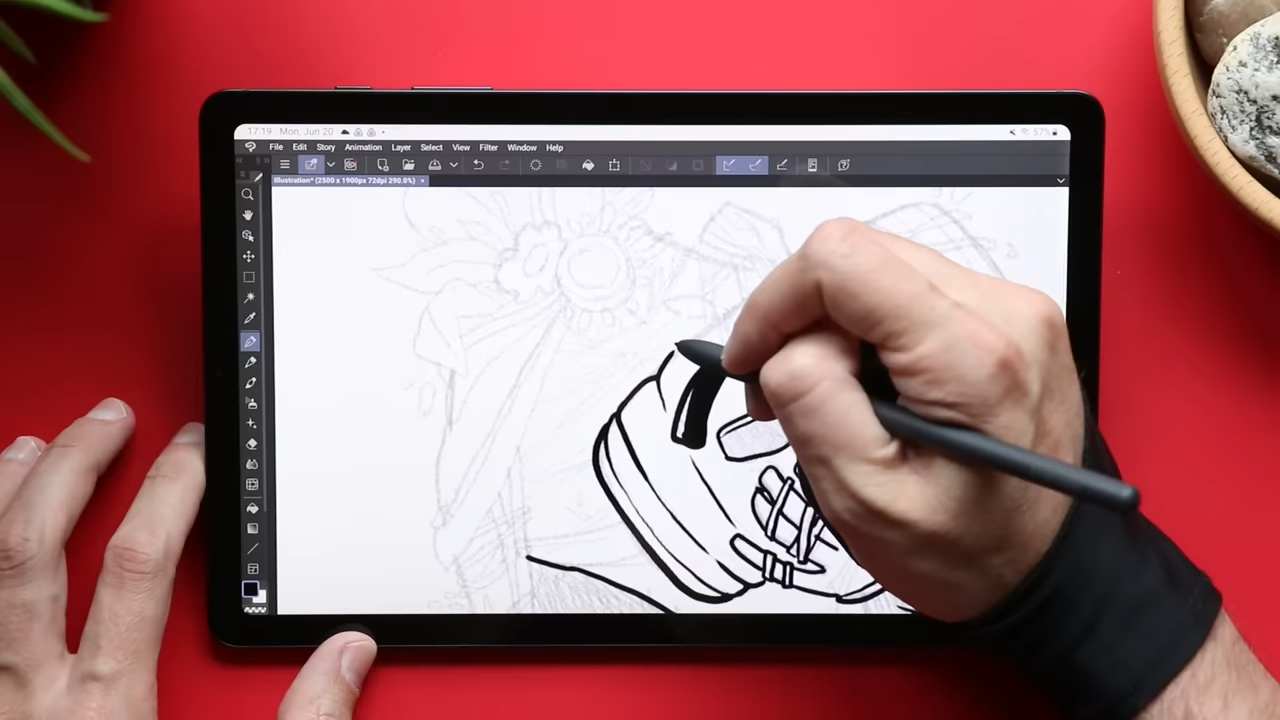 17:19 Mon, Jun 20 57%
File Edit Story Animation Layer Select View Filter Window Help
Illustration* (2500 x 1900px 72dpi 290.0%)